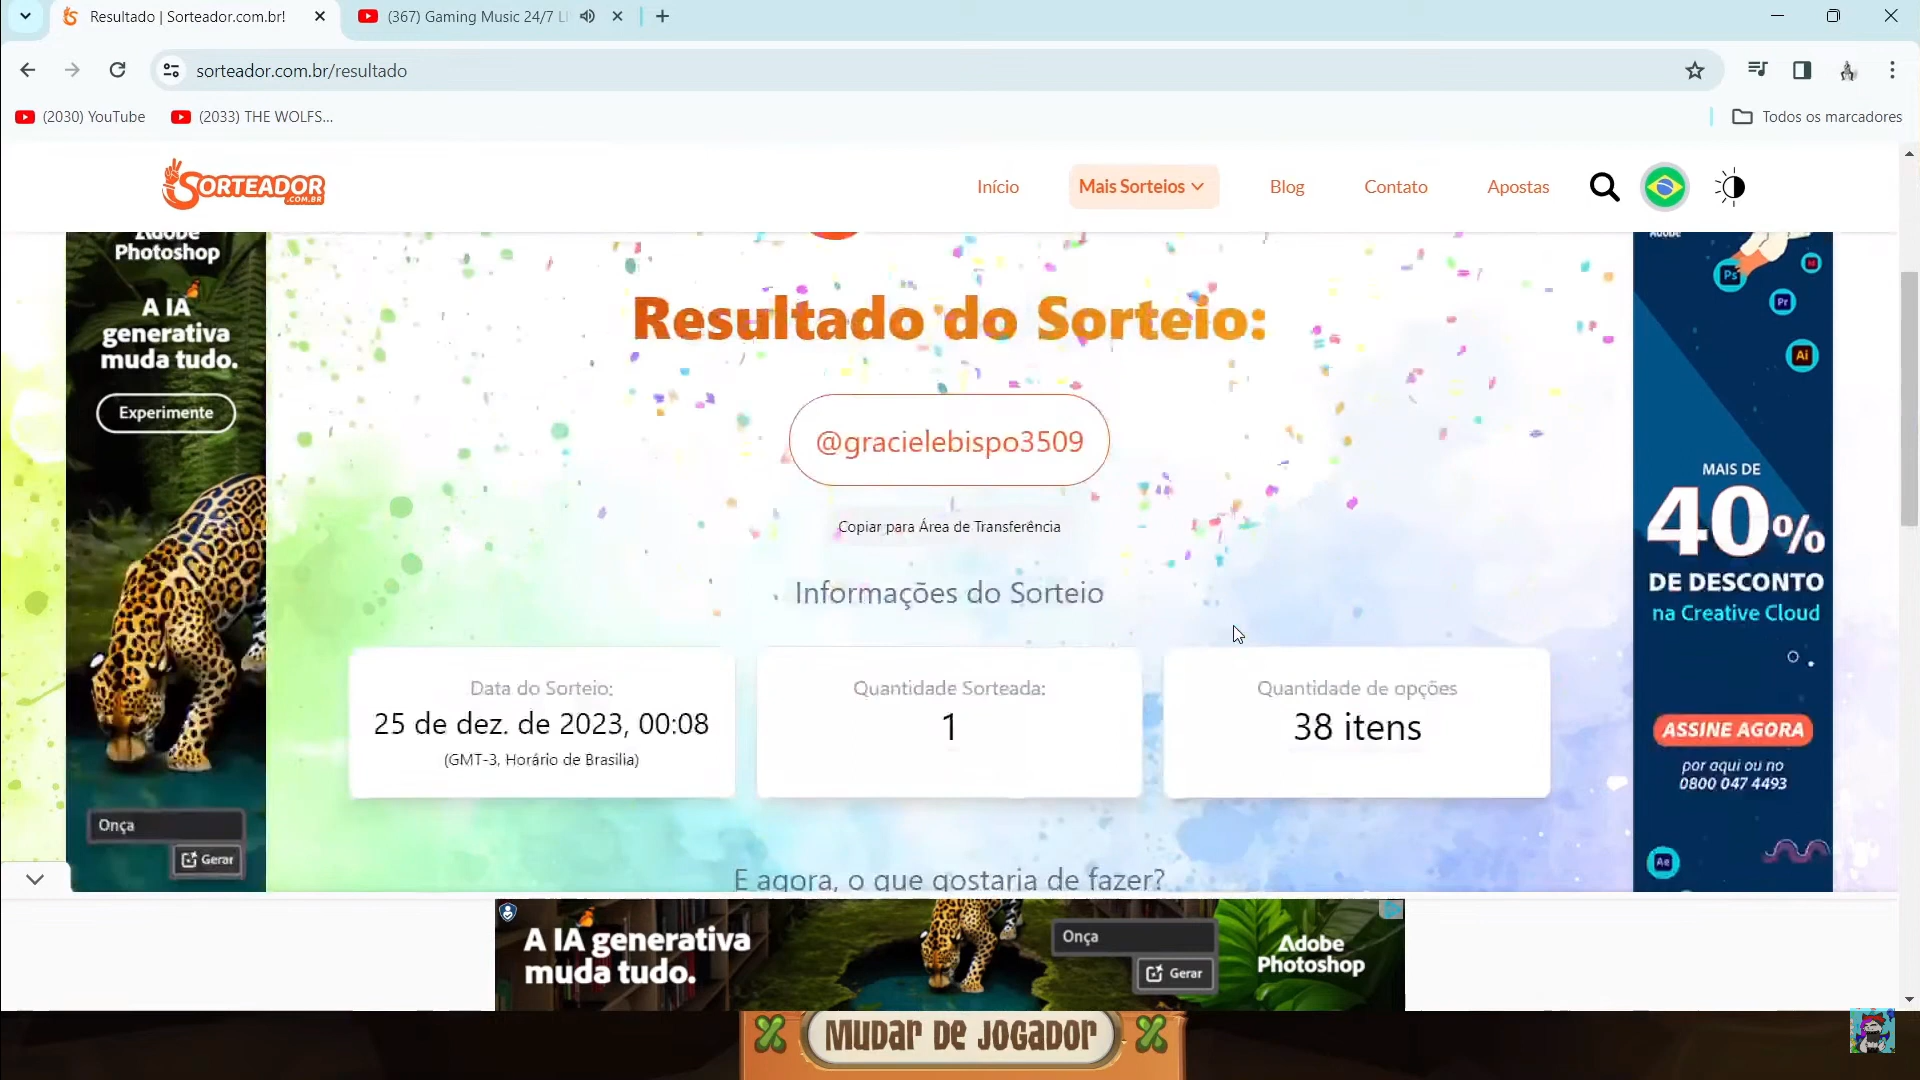 Resultado | Sorteador.com.br!
(367) Gaming Music 24/7 L
sorteador.com.br/resultado
(2030) YouTube
(2033) THE WOLFS...
Todos os marcadores
SORTEADOR
.COM.BR
Início
Mais Sorteios
Blog
Contato
Apostas
Adobe
Photoshop
A IA
generativa
muda tudo.
Experimente
Onça
Gerar
Resultado do Sorteio:
@gracielebispo3509
Copiar para Área de Transferência
Informações do Sorteio
Data do Sorteio:
25 de dez. de 2023, 00:08
(GMT-3, Horário de Brasilia)
Quantidade Sorteada:
1
Quantidade de opções
38 itens
E agora, o que gostaria de fazer?
Adobe
Ps
Pr
Ai
MAIS DE
40%
DE DESCONTO
na Creative Cloud
ASSINE AGORA
por aqui ou no
0800 047 4493
Ae
A IA generativa
muda tudo.
Onça
Gerar
Adobe
Photoshop
MUDAR DE JOGADOR